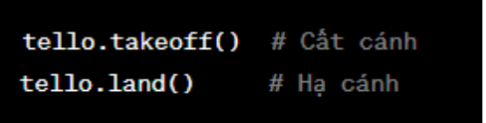 tello.takeoff()  # Cất cánh
tello.land()     # Hạ cánh